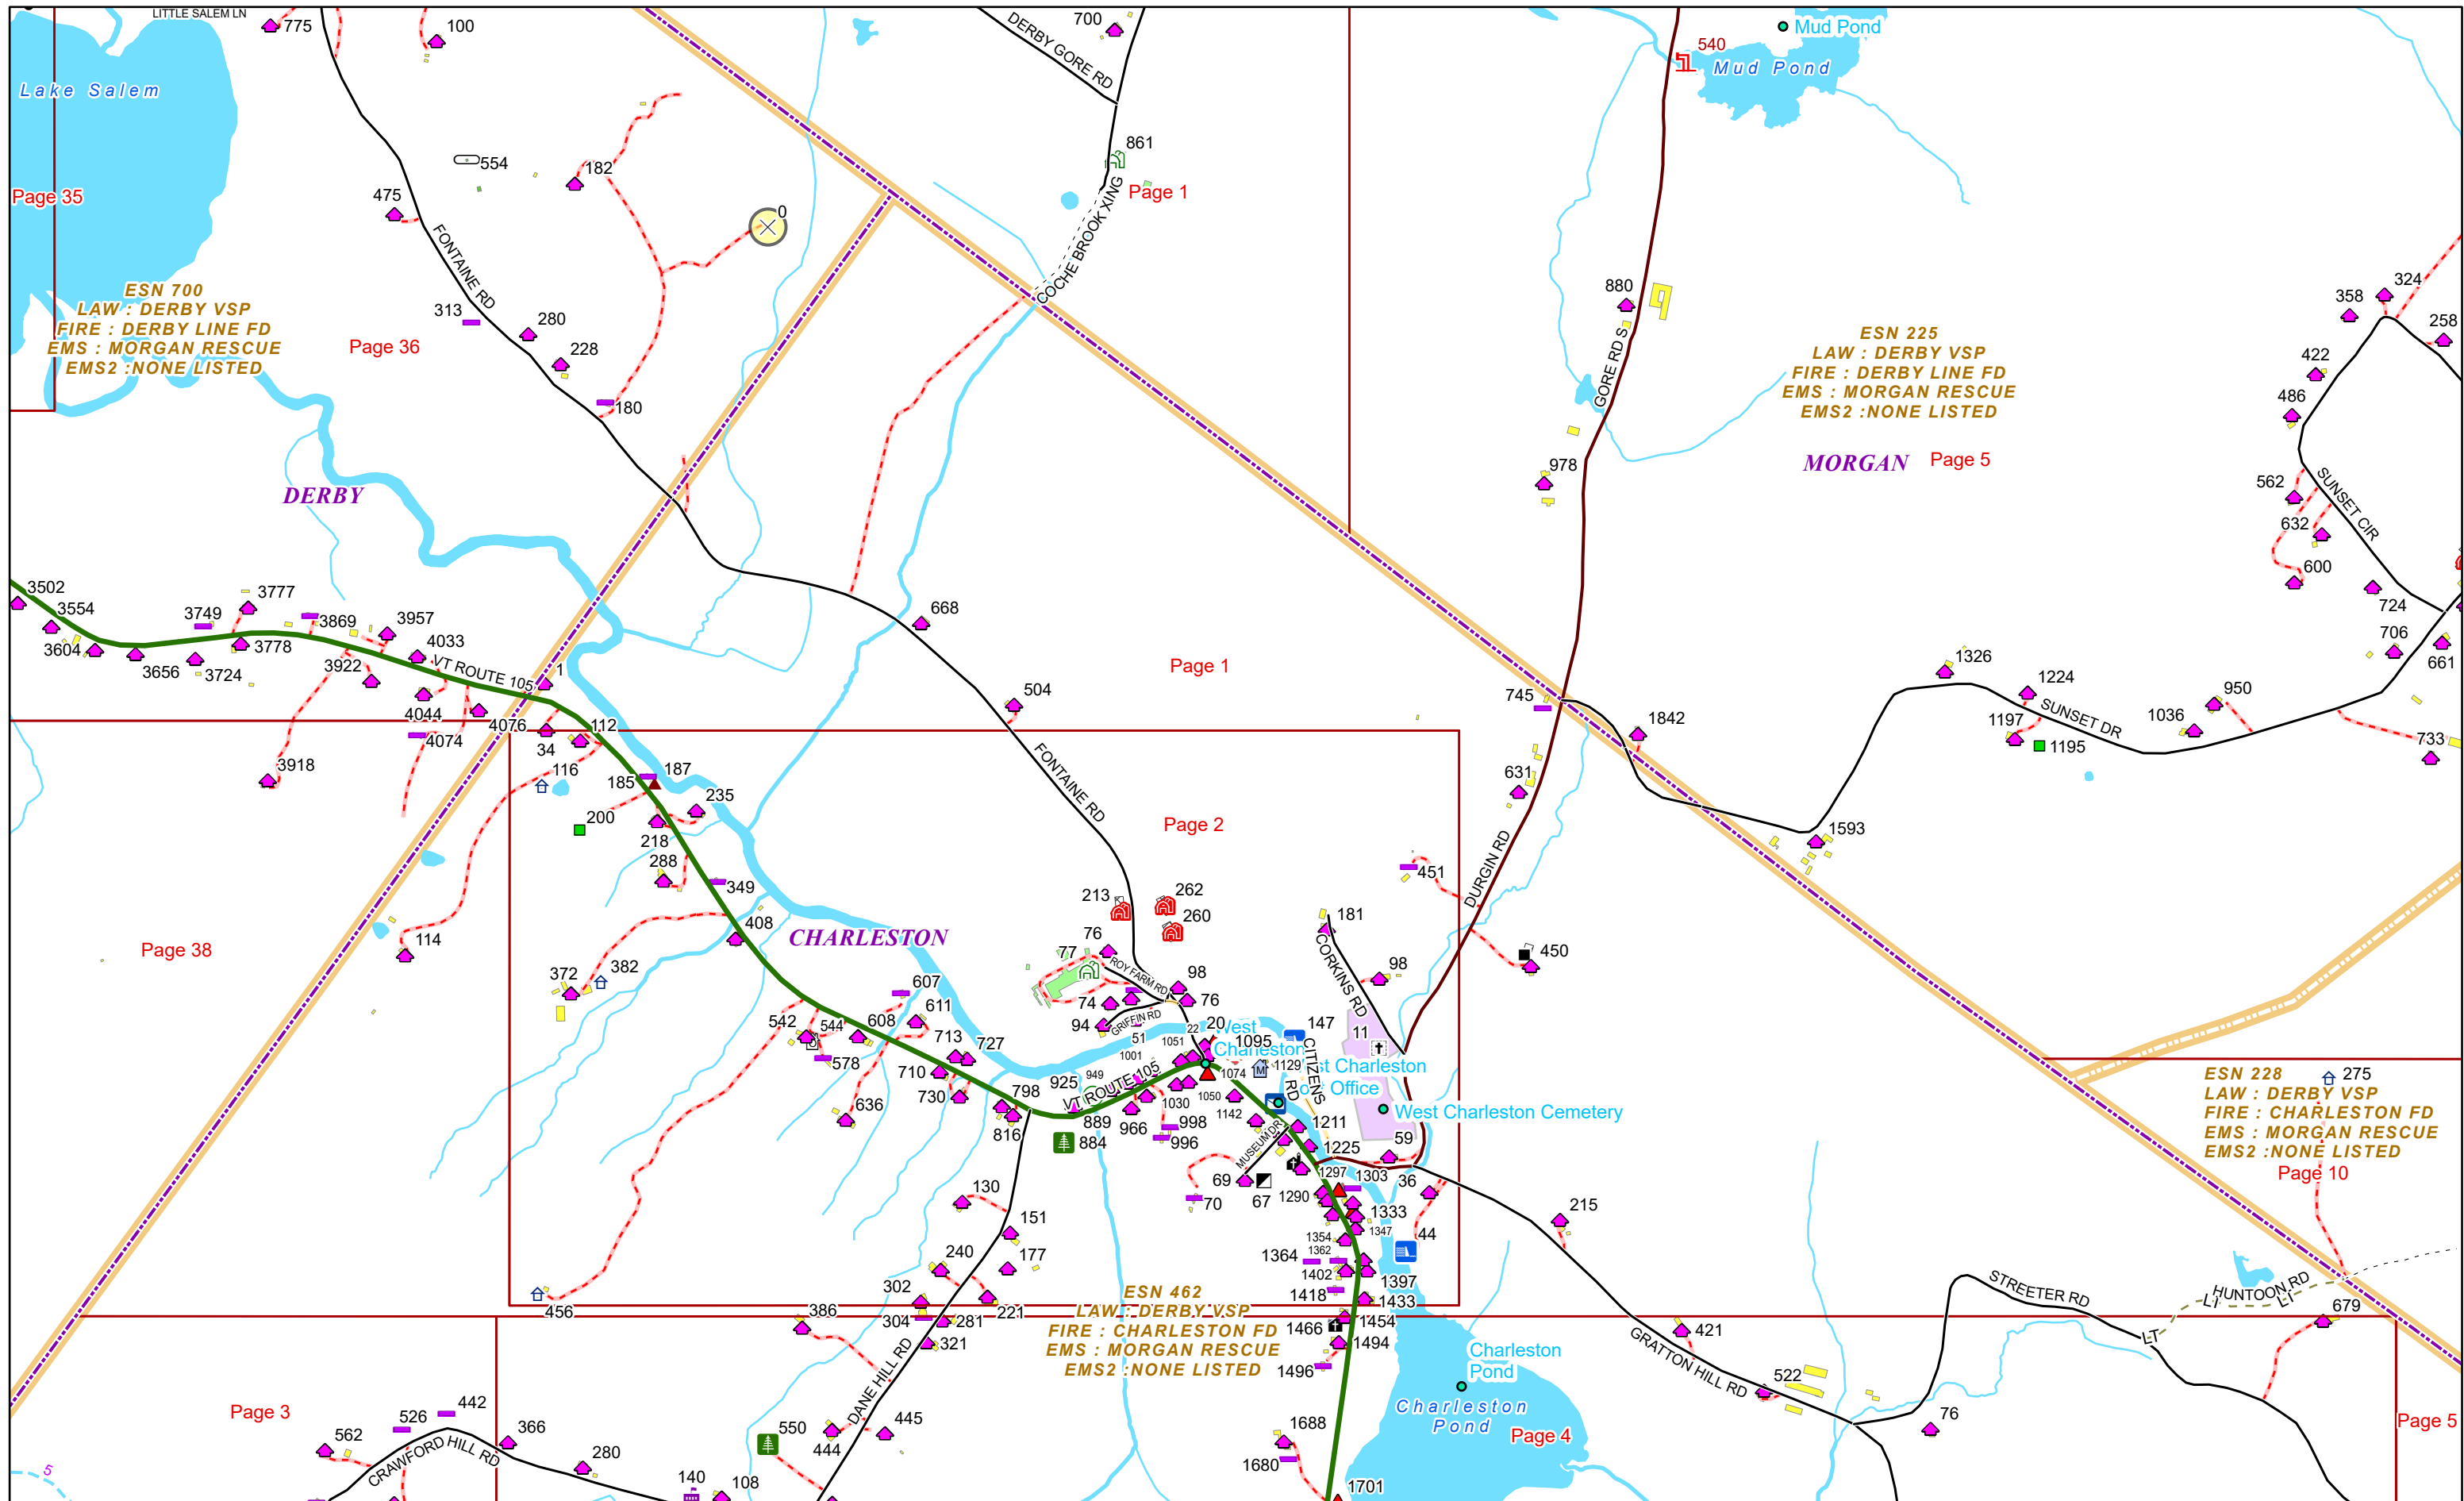 LITTLE SALEM LN
775
100
DERBY GORE RD
700
Mud Pond
540
Mud Pond
Lake Salem
861
554
182
Page 35
475
Page 1
0
COCHE BROOK XING
FONTAINE RD
ESN 700
LAW : DERBY VSP
FIRE : DERBY LINE FD
EMS : MORGAN RESCUE
EMS2 :NONE LISTED
313
280
228
Page 36
180
880
GORE RD S
ESN 225
LAW : DERBY VSP
FIRE : DERBY LINE FD
EMS : MORGAN RESCUE
EMS2 :NONE LISTED
324
358
258
422
486
MORGAN
Page 5
978
562
SUNSET CIR
632
600
724
706
661
DERBY
3502
3554
3604
3656
3749
3724
3777
3778
3869
3922
3957
4033
VT ROUTE 105
1
4044
4076
4074
3918
34
112
668
504
Page 1
745
1842
1326
1224
SUNSET DR
950
1036
1197
1195
733
116
187
185
235
200
218
288
349
408
FONTAINE RD
Page 2
631
DURGIN RD
1593
451
213
262
260
181
450
CHARLESTON
Page 38
114
372
382
76
77
ROY FARM RD
98
76
74
94
GRIFFIN RD
CORKINS RD
98
607
611
542
544
608
578
713
727
710
730
636
798
816
51
22
20
West
Charleston
1001
1051
1095
147
11
CITIZENS
RD
1129
1074
925
949
VT ROUTE 105
889
884
966
1030
998
996
1050
1142
West Charleston Cemetery
MUSEUM DR
1211
1225
59
69
67
70
1297
1303
1290
36
1333
1347
44
1354
1362
1364
1402
1397
1418
1433
215
ESN 228
275
LAW : DERBY VSP
FIRE : CHARLESTON FD
EMS : MORGAN RESCUE
EMS2 :NONE LISTED
Page 10
130
151
240
177
302
304
281
221
321
456
386
ESN 462
LAW : DERBY VSP
FIRE : CHARLESTON FD
EMS : MORGAN RESCUE
EMS2 :NONE LISTED
1466
1454
1494
1496
Charleston
Pond
Charleston
Pond
Page 4
421
GRATTON HILL RD
522
STREETER RD
HUNTOON RD
679
76
Page 5
Page 3
562
526
442
366
CRAWFORD HILL RD
280
140
108
550
DANE HILL RD
444
445
1688
1680
1701
5